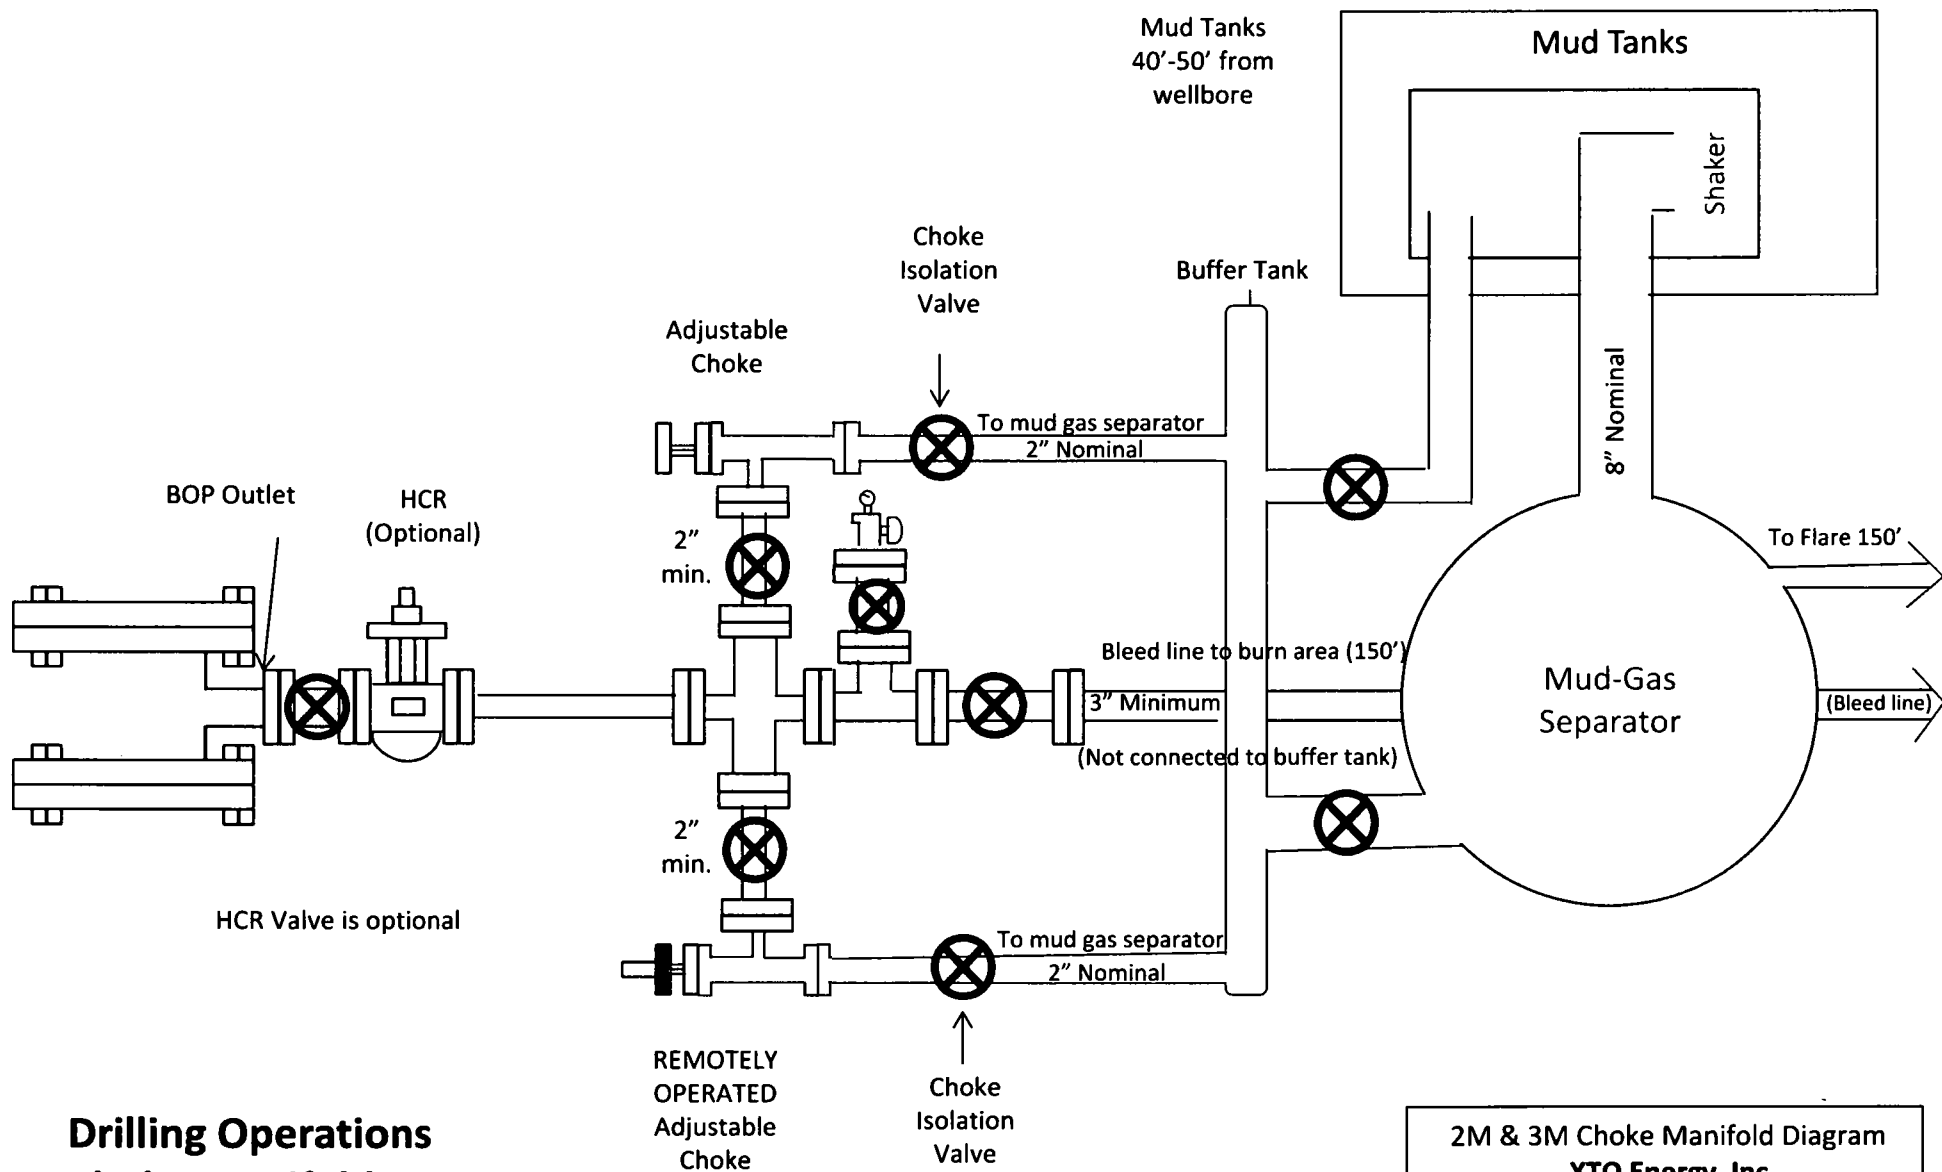 Mud Tanks
40'-50' from
wellbore
Mud Tanks
Shaker
Choke
Isolation
Valve
Buffer Tank
Adjustable
Choke
8" Nominal
To mud gas separator
2" Nominal
BOP Outlet
HCR
(Optional)
2"
min.
To Flare 150'
Bleed line to burn area (150')
3" Minimum
(Not connected to buffer tank)
Mud-Gas
Separator
(Bleed line)
2"
min.
HCR Valve is optional
To mud gas separator
2" Nominal
REMOTELY
OPERATED
Adjustable
Choke
Choke
Isolation
Valve
Drilling Operations
2M & 3M Choke Manifold Diagram
XTO Energy, Inc.